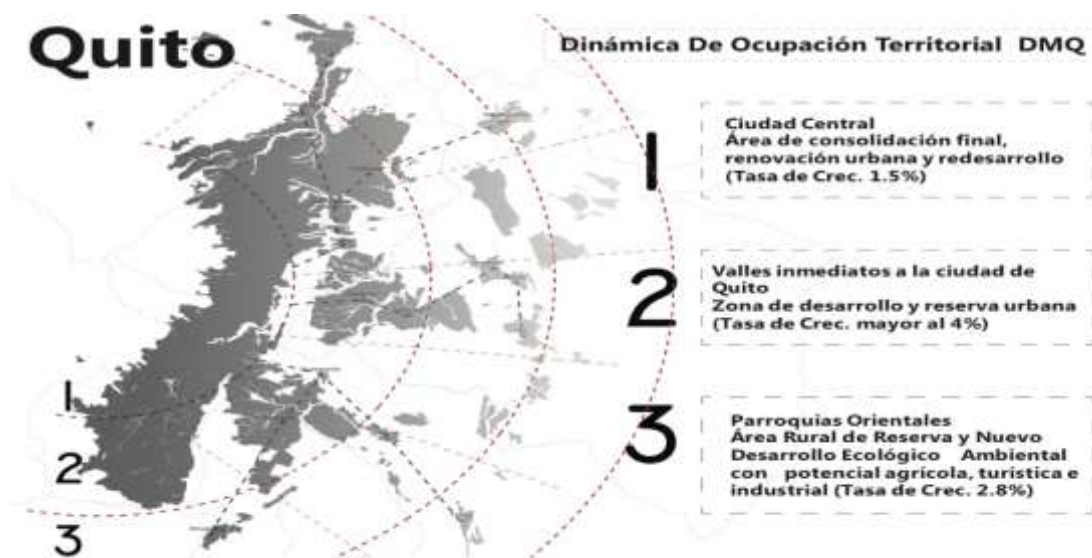 Quito
Dinámica De Ocupación Territorial DMQ
1
Ciudad Central
Área de consolidación final,
renovación urbana y redesarrollo
(Tasa de Crec. 1.5%)
2
Valles inmediatos a la ciudad de
Quito
Zona de desarrollo y reserva urbana
(Tasa de Crec. mayor al 4%)
3
Parroquias Orientales
Área Rural de Reserva y Nuevo
Desarrollo Ecológico Ambiental
con potencial agrícola, turística e
industrial (Tasa de Crec. 2.8%)
1
2
3